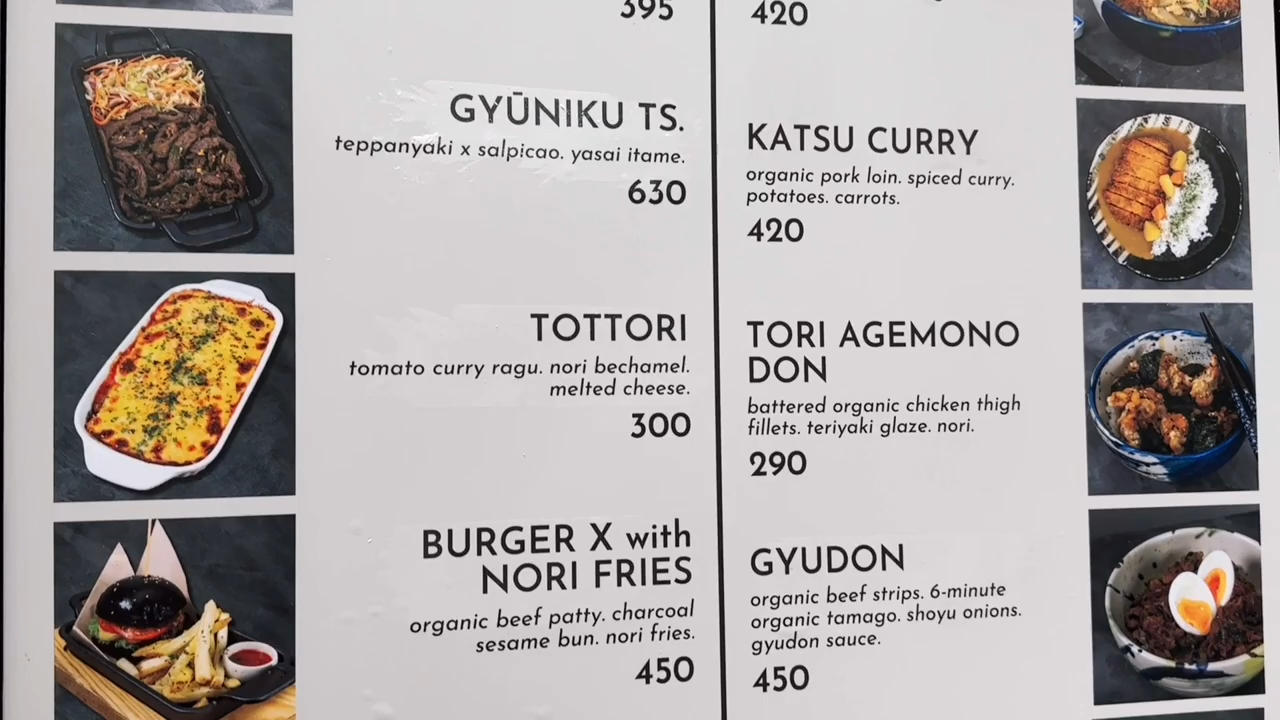 395
GYŪNIKU TS.
teppanyaki x salpicao. yasai itame.
630
TOTTORI
tomato curry ragu. nori bechamel.
melted cheese.
300
BURGER X with
NORI FRIES
organic beef patty. charcoal
sesame bun. nori fries.
450
420
KATSU CURRY
organic pork loin. spiced curry.
potatoes. carrots.
420
TORI AGEMONO
DON
battered organic chicken thigh
fillets. teriyaki glaze. nori.
290
GYUDON
organic beef strips. 6-minute
organic tamago. shoyu onions.
gyudon sauce.
450